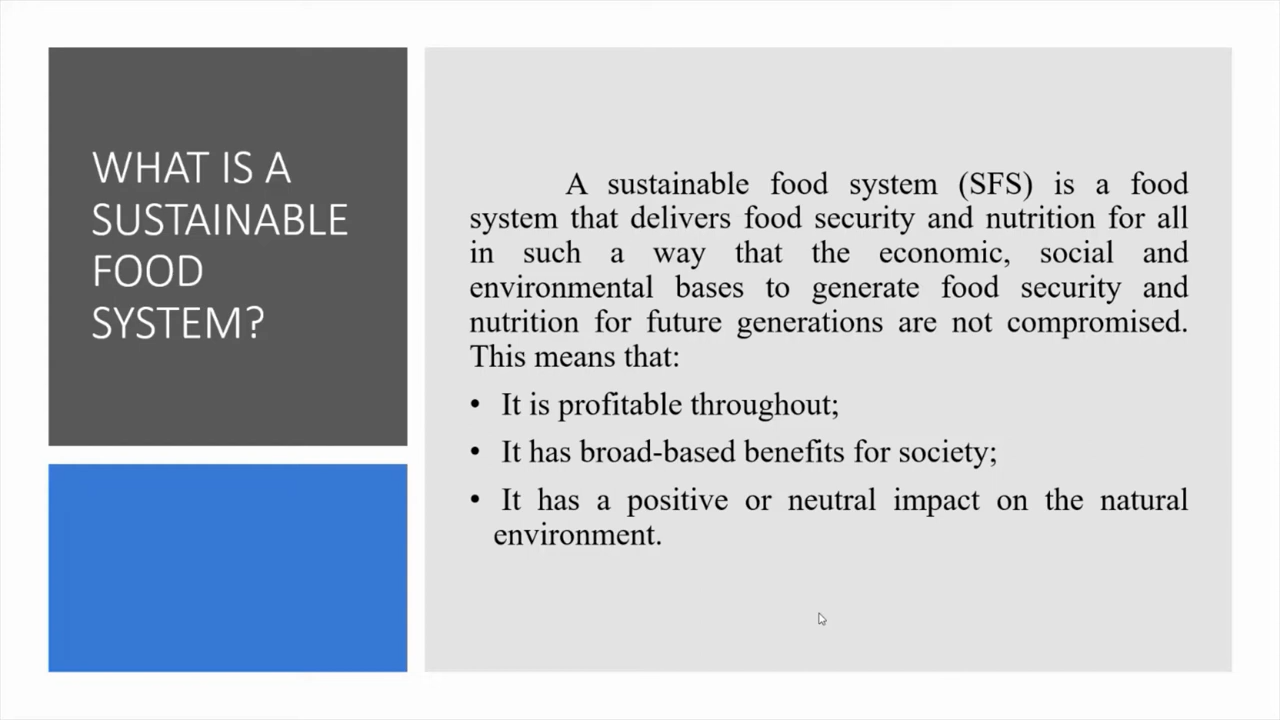 WHAT IS A
SUSTAINABLE
FOOD
SYSTEM?
A sustainable food system (SFS) is a food
system that delivers food security and nutrition for all
in such a way that the economic, social and
environmental bases to generate food security and
nutrition for future generations are not compromised.
This means that:
• It is profitable throughout;
• It has broad-based benefits for society;
• It has a positive or neutral impact on the natural
environment.